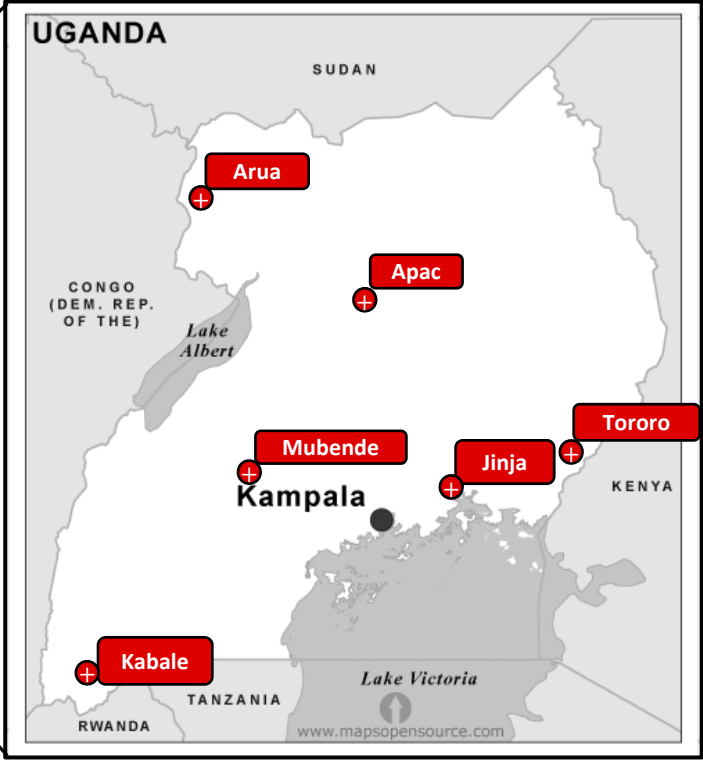 UGANDA
SUDAN
Arua
Apac
CONGO
(DEM. REP.
OF THE)
Lake
Albert
Tororo
Mubende
Jinja
KENYA
Kampala
Kabale
Lake Victoria
TANZANIA
RWANDA
www.mapsopensource.com